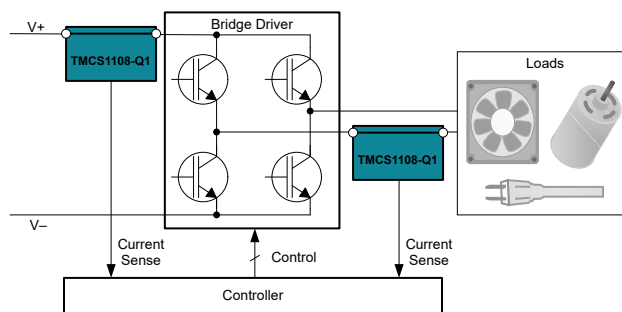 V+
Bridge Driver
TMCS1108-Q1
Loads
TMCS1108-Q1
V–
Current
Sense
Control
Current
Sense
Controller